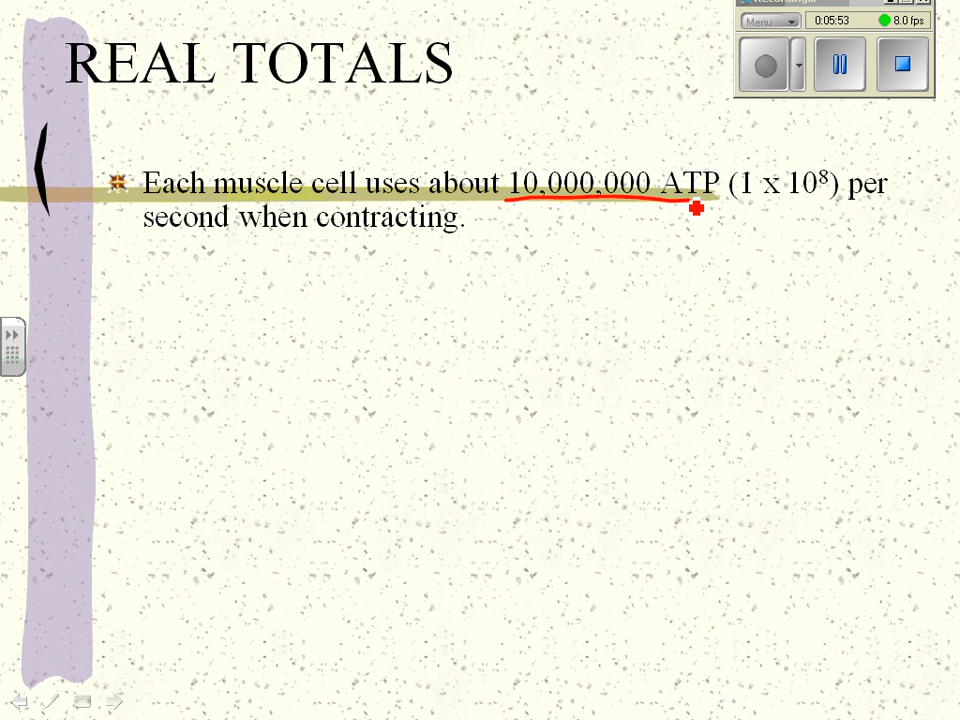 REAL TOTALS
Menu 0:05:53 8.0 fps
Each muscle cell uses about 10,000,000 ATP (1 x 10⁸) per
second when contracting.